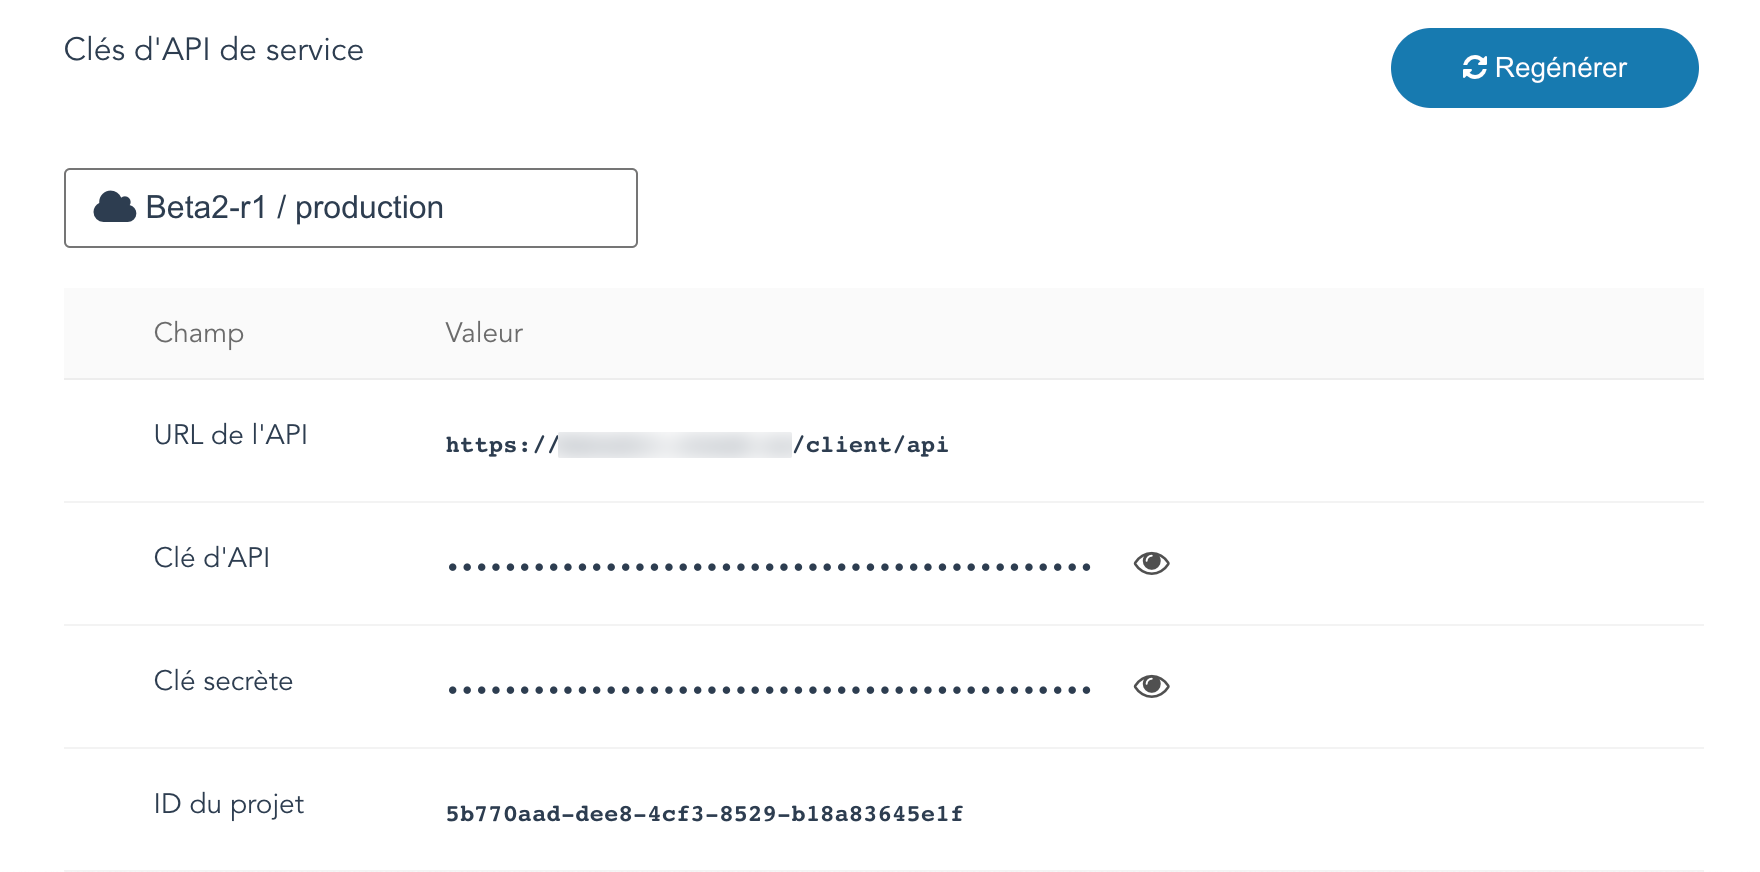 Clés d'API de service
Regénérer
Beta2-r1 / production
Champ Valeur
URL de l'API https:///client/api
Clé d'API •••••••••••••••••••••••••••••••••••••••••••••
Clé secrète •••••••••••••••••••••••••••••••••••••••••••••
ID du projet 5b770aad-dee8-4cf3-8529-b18a83645e1f